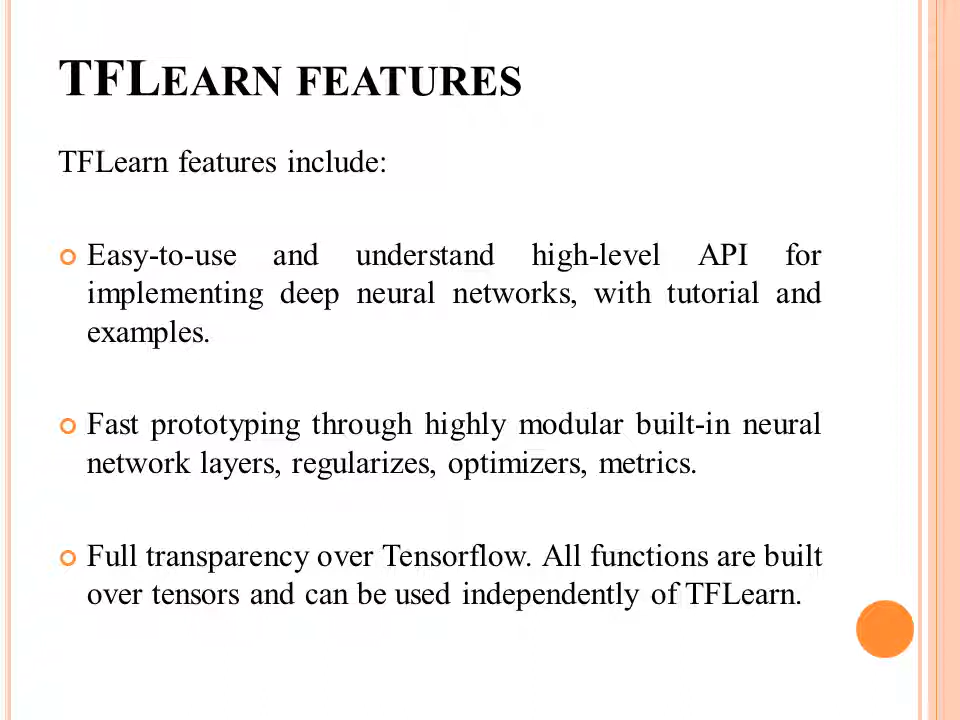 TFLEARN FEATURES
TFLearn features include:
Easy-to-use and understand high-level API for
implementing deep neural networks, with tutorial and
examples.
Fast prototyping through highly modular built-in neural
network layers, regularizes, optimizers, metrics.
Full transparency over Tensorflow. All functions are built
over tensors and can be used independently of TFLearn.